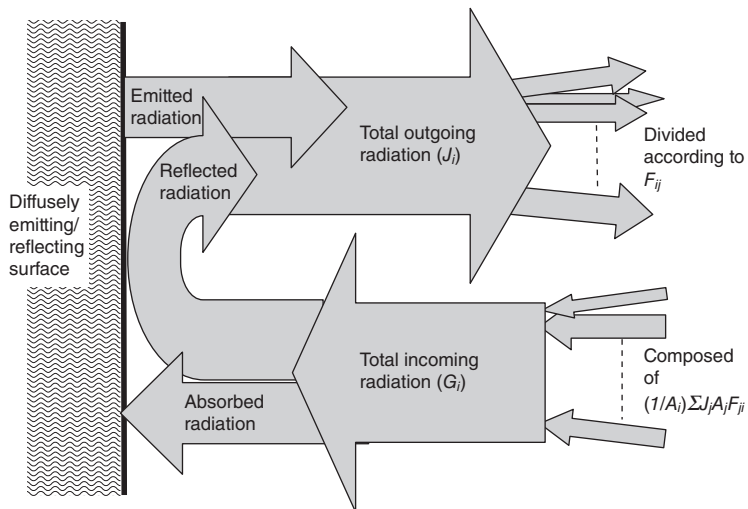 Emitted
radiation
Reflected
radiation
Total outgoing
radiation (Jᵢ)
Divided
according to
Fᵢⱼ
Diffusely
emitting/
reflecting
surface
Total incoming
radiation (Gᵢ)
Absorbed
radiation
Composed
of
(1/Aᵢ)ΣJⱼAⱼFⱼᵢ